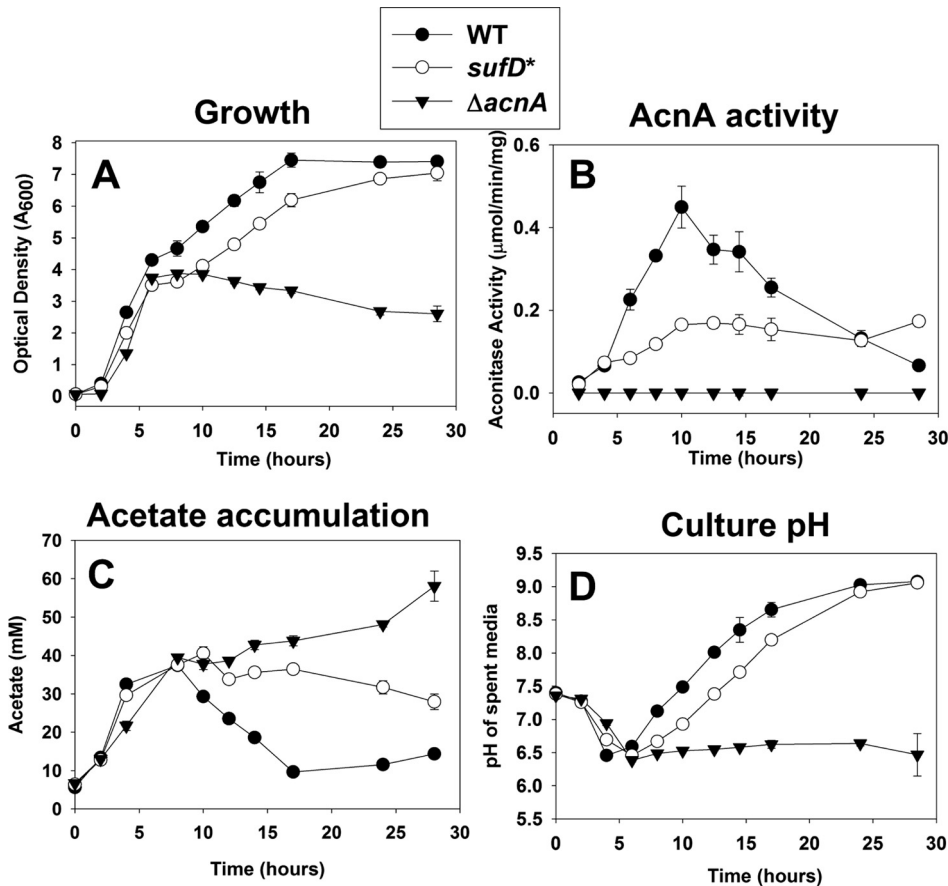 WT
sufD*
ΔacnA
Growth
A
Optical Density (A600)
8
7
6
5
4
3
2
1
0
0 5 10 15 20 25 30
Time (hours)
AcnA activity
B
Aconitase Activity (μmol/min/mg)
0.6
0.4
0.2
0.0
0 5 10 15 20 25 30
Time (hours)
Acetate accumulation
C
Acetate (mM)
70
60
50
40
30
20
10
0
0 5 10 15 20 25 30
Time (hours)
Culture pH
D
pH of spent media
9.5
9.0
8.5
8.0
7.5
7.0
6.5
6.0
5.5
0 5 10 15 20 25 30
Time (hours)